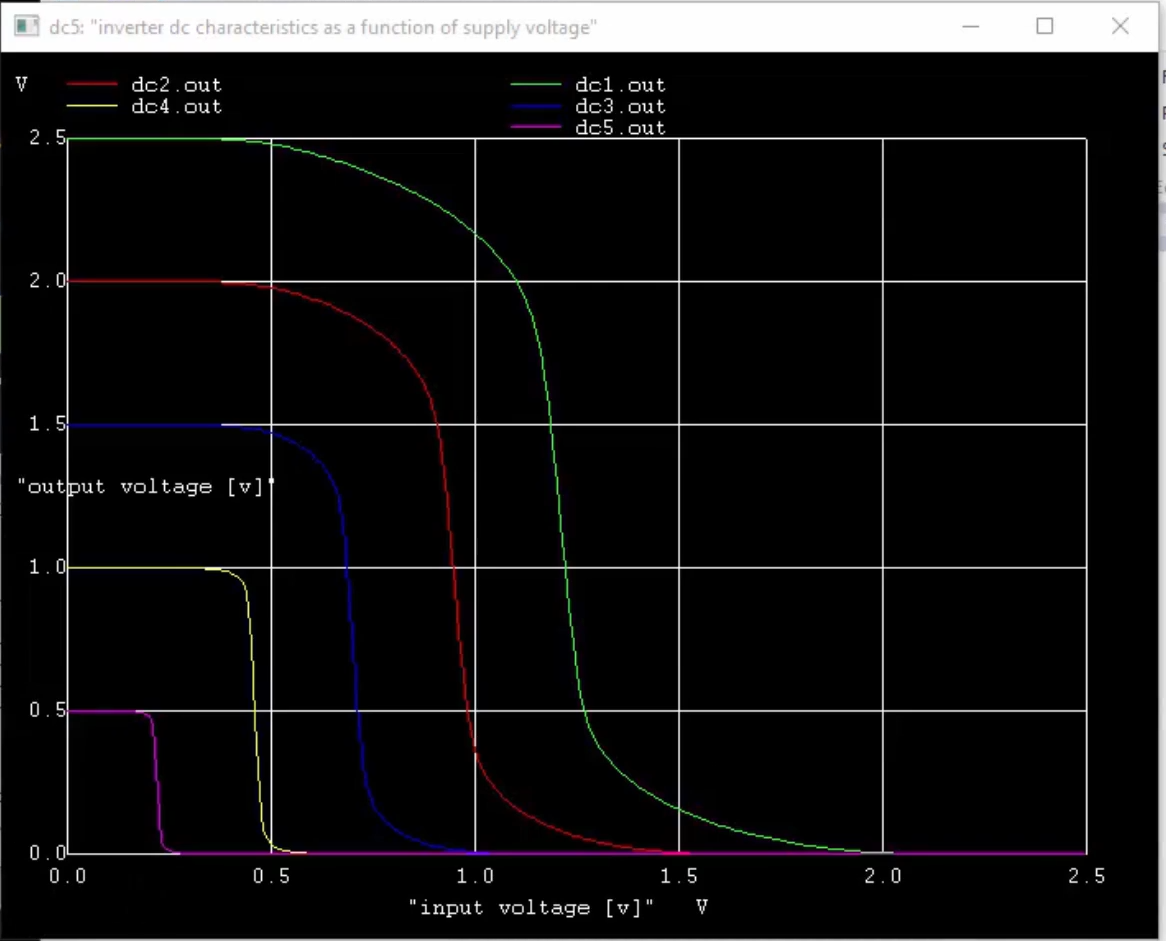 dc5: "inverter dc characteristics as a function of supply voltage"
V dc2.out dc1.out
dc4.out dc3.out
dc5.out
2.5
2.0
1.5
"output voltage [v]"
1.0
0.5
0.0
0.0 0.5 1.0 1.5 2.0 2.5
"input voltage [v]" V